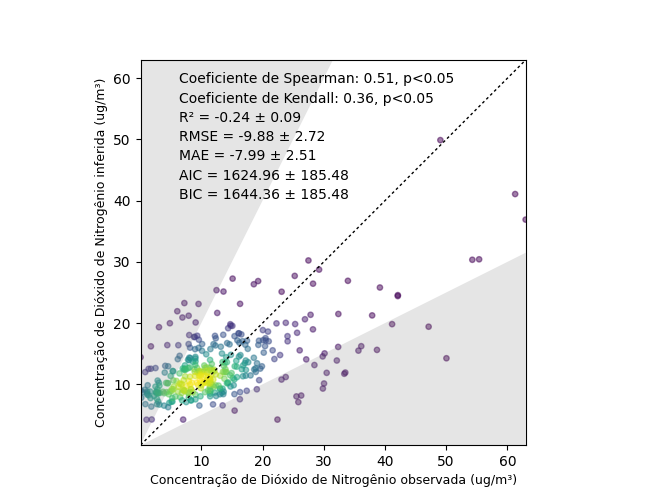 Coeficiente de Spearman: 0.51, p<0.05
Coeficiente de Kendall: 0.36, p<0.05
R² = -0.24 ± 0.09
RMSE = -9.88 ± 2.72
MAE = -7.99 ± 2.51
AIC = 1624.96 ± 185.48
BIC = 1644.36 ± 185.48
Concentração de Dióxido de Nitrogênio inferida (ug/m³)
60
50
40
30
20
10
10 20 30 40 50 60
Concentração de Dióxido de Nitrogênio observada (ug/m³)